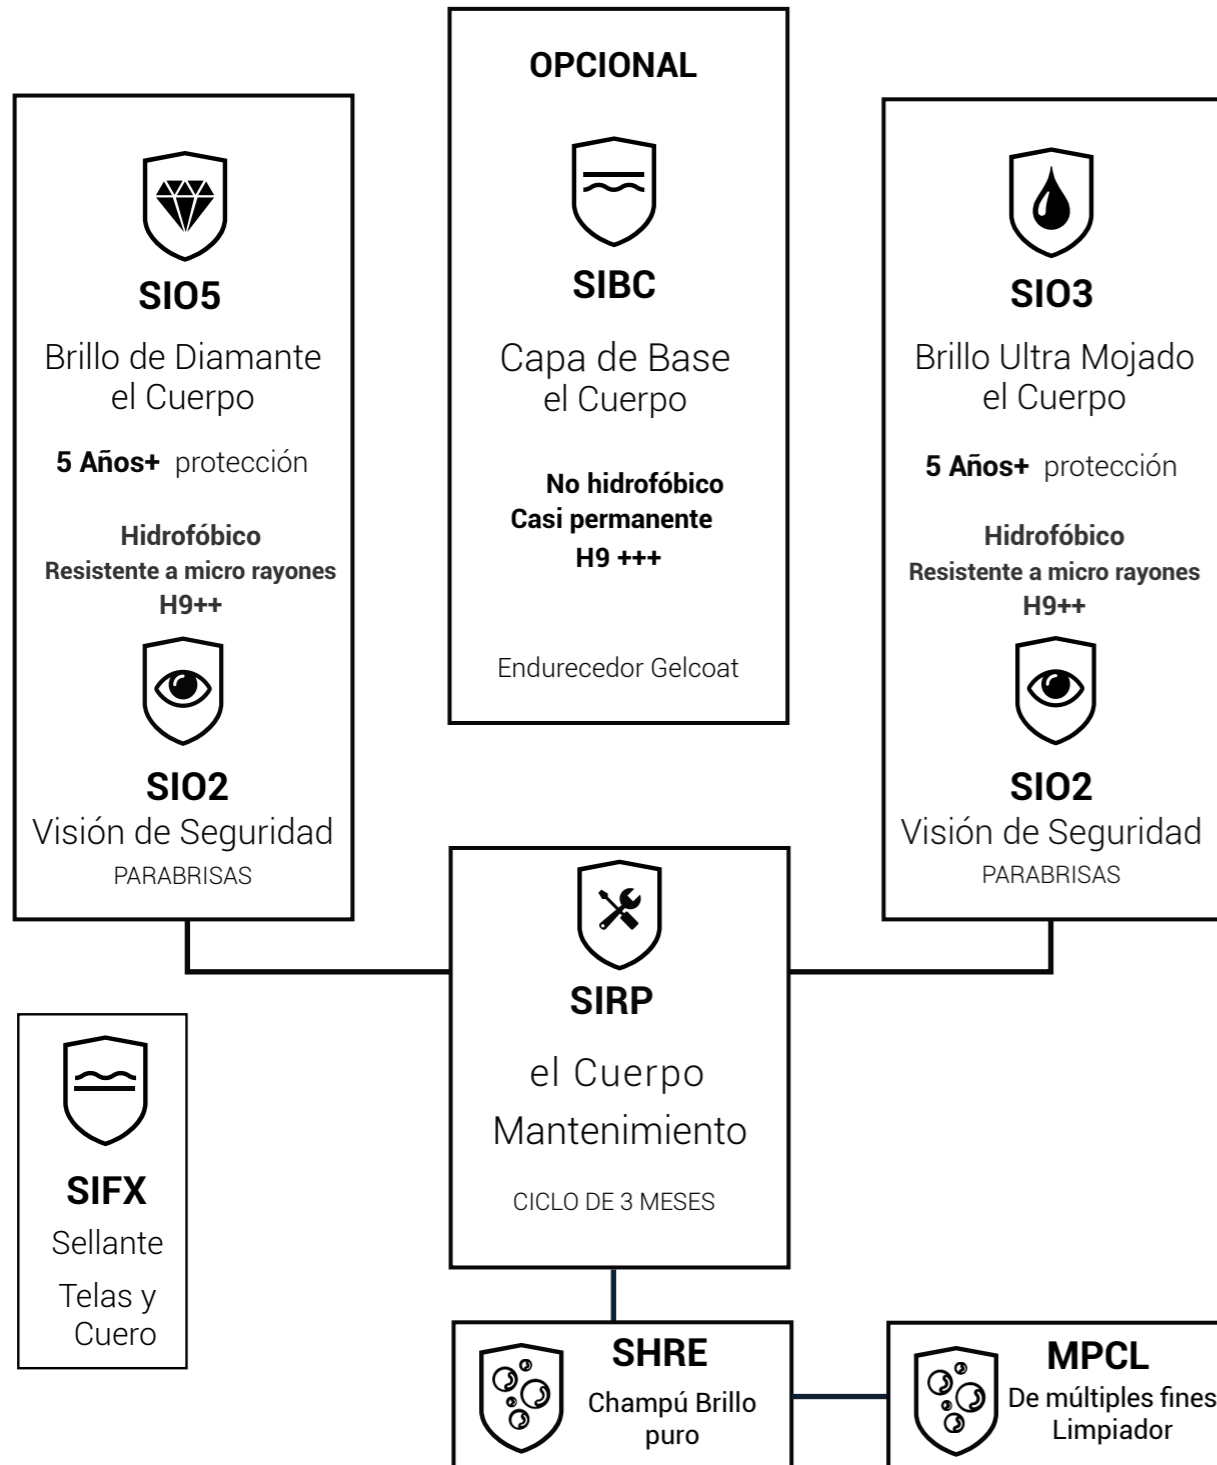 OPCIONAL
SIBC
Capa de Base
el Cuerpo
No hidrofóbico
Casi permanente
H9 +++
Endurecedor Gelcoat
SIO5
Brillo de Diamante
el Cuerpo
5 Años+ protección
Hidrofóbico
Resistente a micro rayones
H9++
SIO2
Visión de Seguridad
PARABRISAS
SIO3
Brillo Ultra Mojado
el Cuerpo
5 Años+ protección
Hidrofóbico
Resistente a micro rayones
H9++
SIO2
Visión de Seguridad
PARABRISAS
SIRP
el Cuerpo
Mantenimiento
CICLO DE 3 MESES
SIFX
Sellante
Telas y
Cuero
SHRE
Champú Brillo
puro
MPCL
De múltiples fines
Limpiador